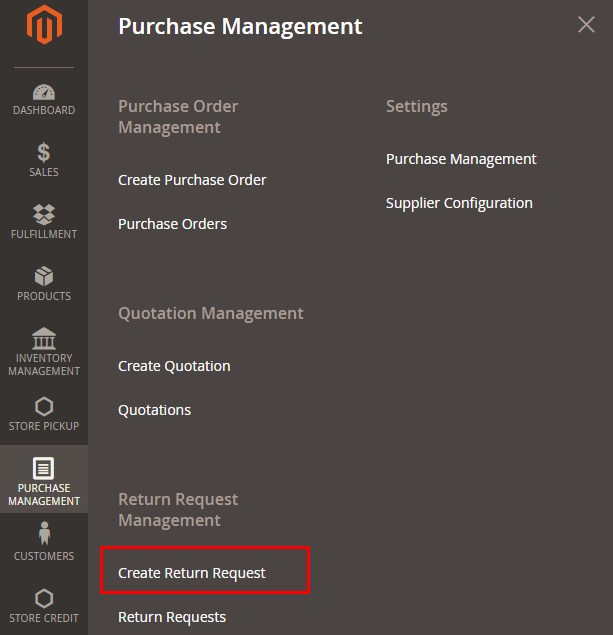 DASHBOARD
SALES
FULFILLMENT
PRODUCTS
INVENTORY
MANAGEMENT
STORE PICKUP
PURCHASE
MANAGEMENT
CUSTOMERS
STORE CREDIT
Purchase Management
Purchase Order
Management
Create Purchase Order
Purchase Orders
Quotation Management
Create Quotation
Quotations
Return Request
Management
Create Return Request
Return Requests
Settings
Purchase Management
Supplier Configuration